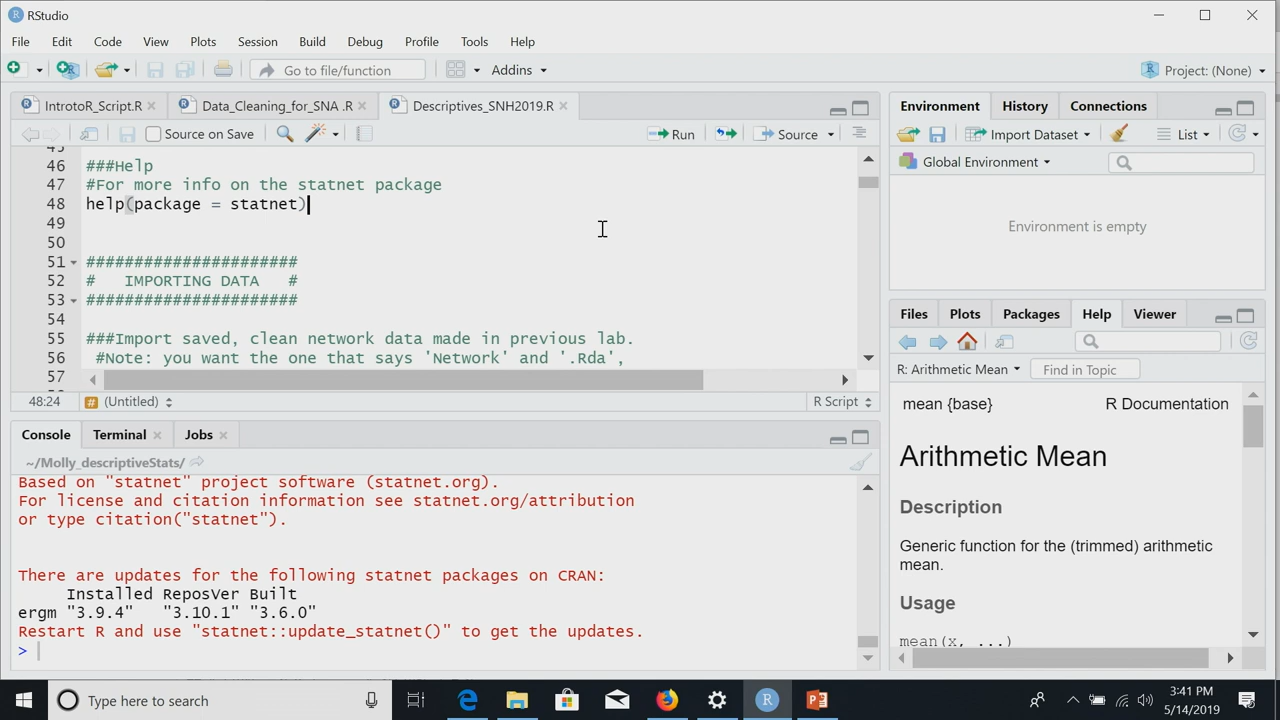 RStudio
File Edit Code View Plots Session Build Debug Profile Tools Help
Go to file/function Addins Project: (None)
IntrotoR_Script.R Data_Cleaning_for_SNA .R Descriptives_SNH2019.R
Source on Save Run Source
46 ###Help
47 #For more info on the statnet package
48 help(package = statnet)
49
50
51 ######################
52 #   IMPORTING DATA   #
53 ######################
54
55 ###Import saved, clean network data made in previous lab.
56 #Note: you want the one that says 'Network' and '.Rda',
57
48:24 (Untitled) R Script
Console Terminal Jobs
~/Molly_descriptiveStats/
Based on "statnet" project software (statnet.org).
For license and citation information see statnet.org/attribution
or type citation("statnet").
There are updates for the following statnet packages on CRAN:
Installed ReposVer Built
ergm "3.9.4" "3.10.1" "3.6.0"
Restart R and use "statnet::update_statnet()" to get the updates.
>
Environment History Connections
Import Dataset List
Global Environment
Environment is empty
Files Plots Packages Help Viewer
R: Arithmetic Mean Find in Topic
mean {base} R Documentation
Arithmetic Mean
Description
Generic function for the (trimmed) arithmetic
mean.
Usage
mean(x, ...)
Type here to search
3:41 PM
5/14/2019